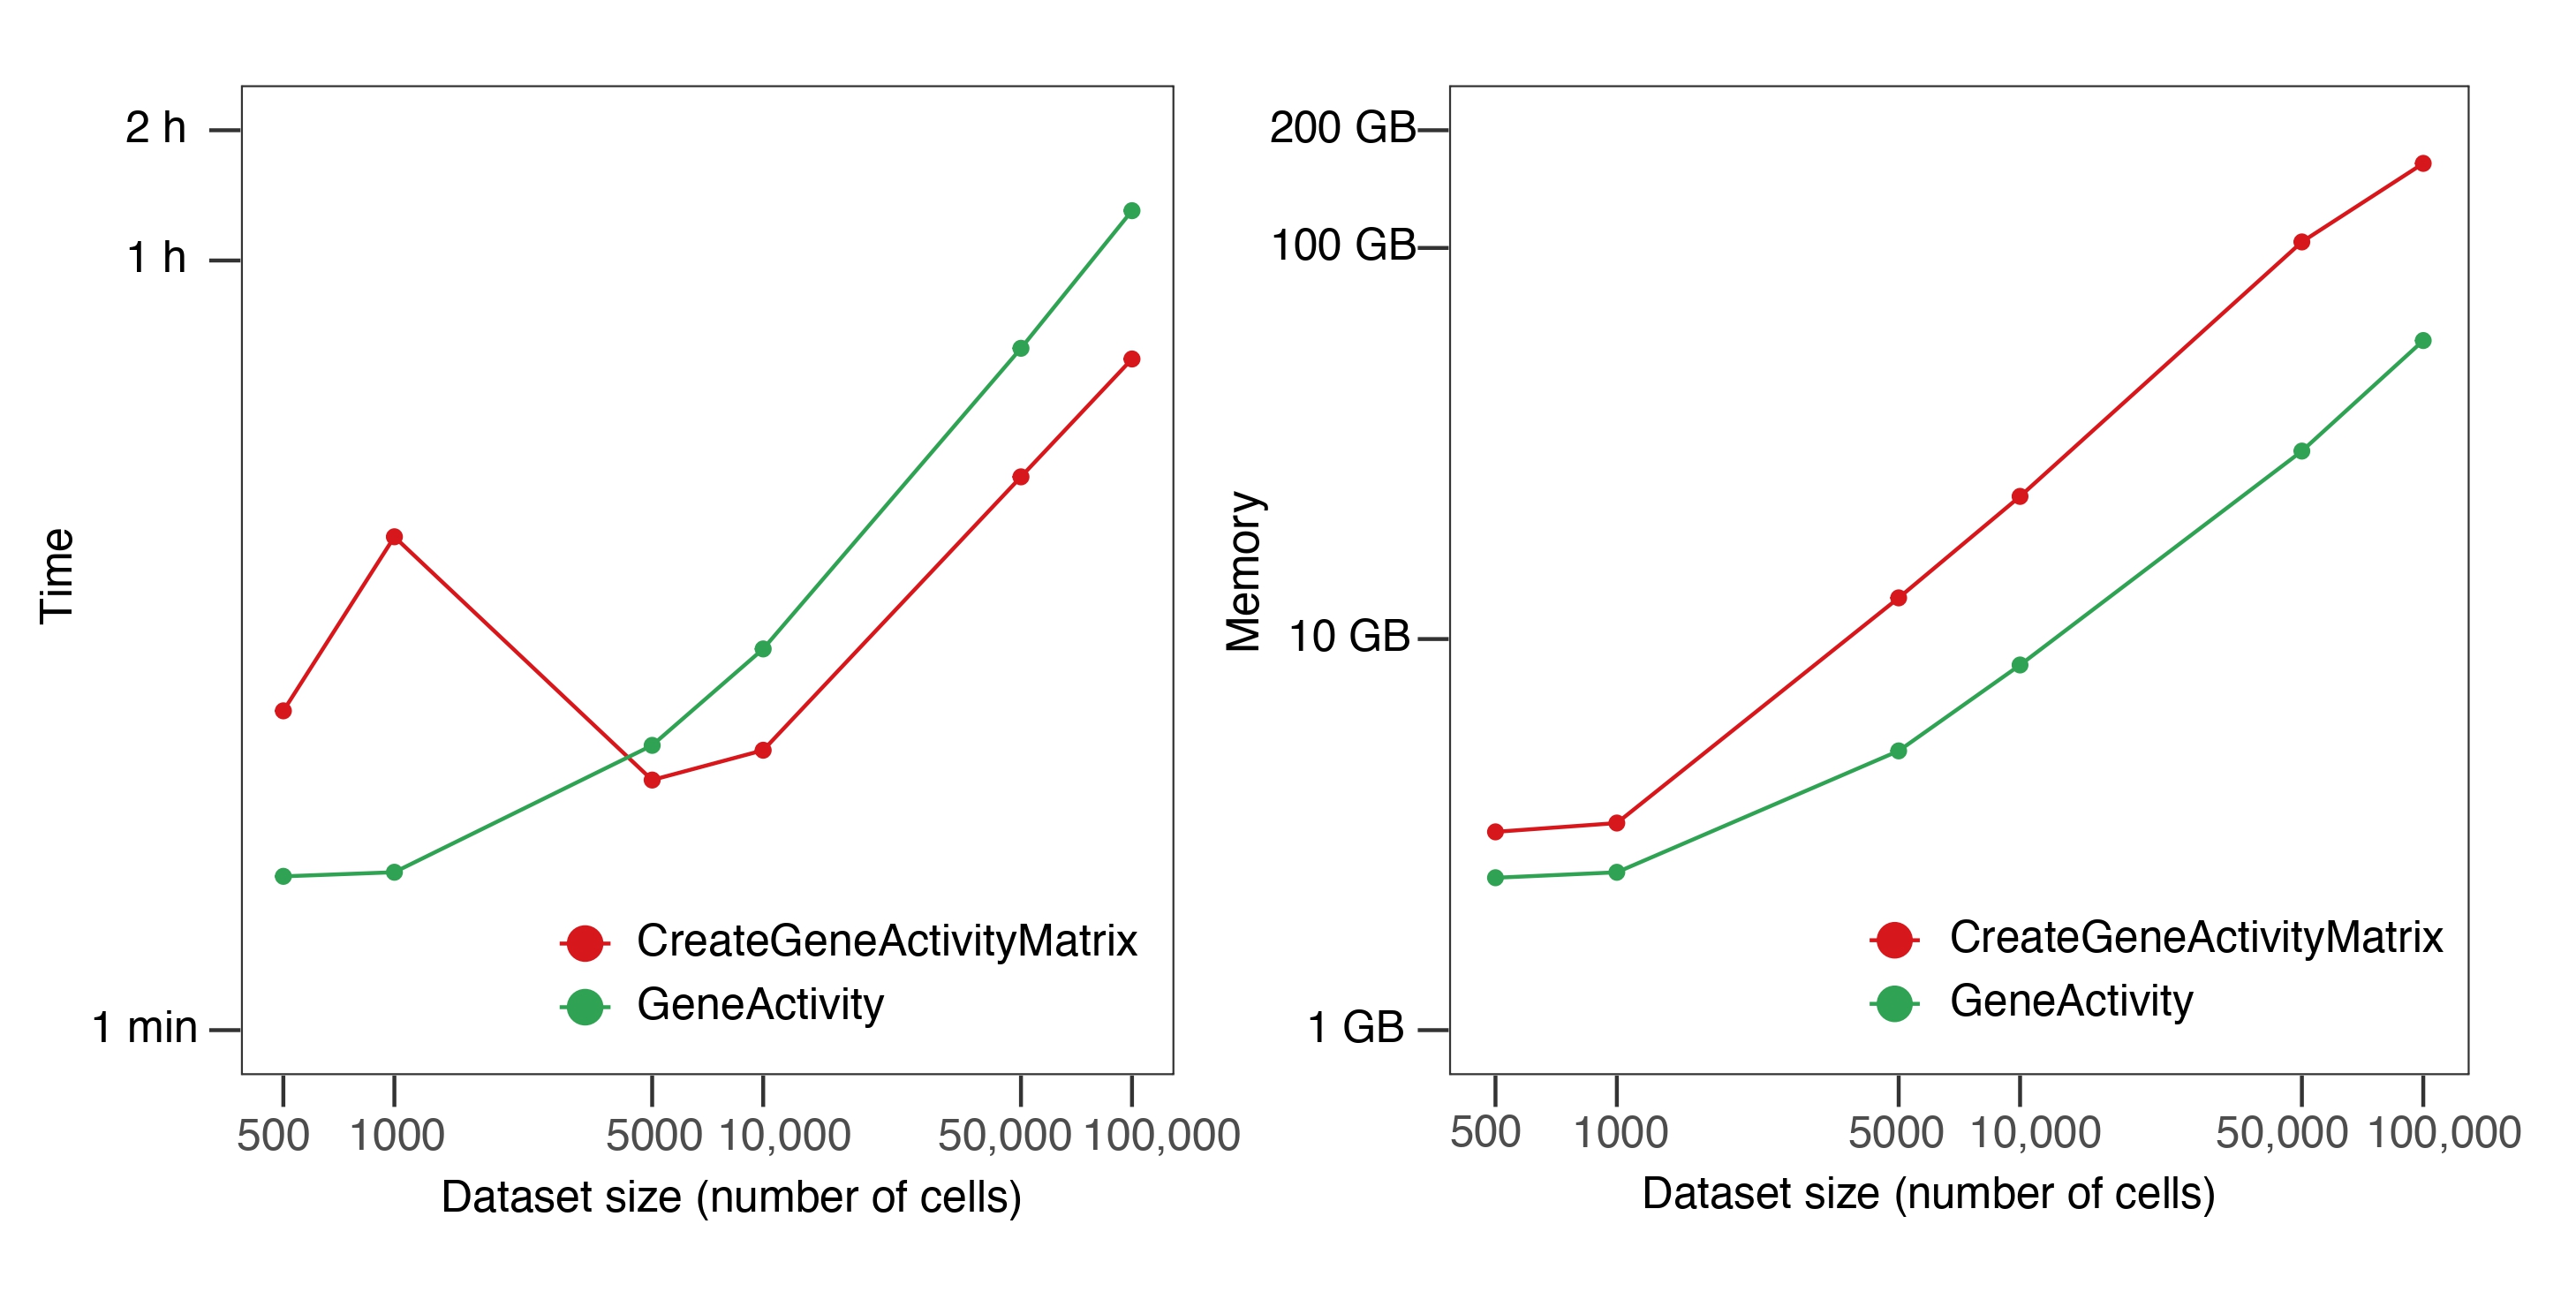 2 h
1 h
1 min
Time
500 1000 5000 10,000 50,000 100,000
Dataset size (number of cells)
CreateGeneActivityMatrix
GeneActivity
200 GB
100 GB
10 GB
1 GB
Memory
500 1000 5000 10,000 50,000 100,000
Dataset size (number of cells)
CreateGeneActivityMatrix
GeneActivity